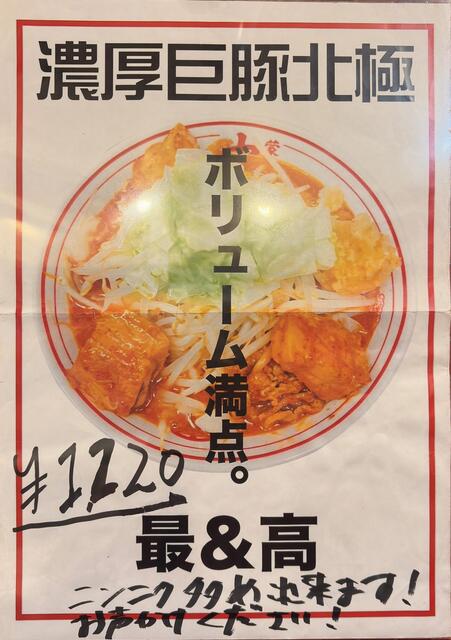 濃厚巨豚北極
ボリューム満点。
¥1220
最&高
ニンニク多め出来ます!
お声かけください!